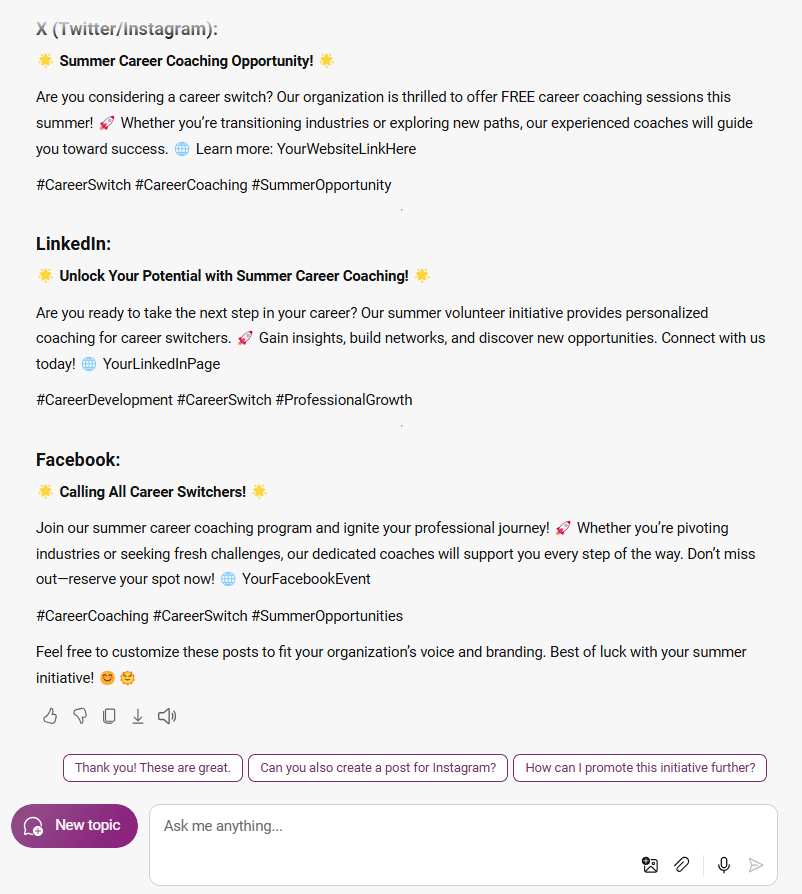 X (Twitter/Instagram):
🌟 Summer Career Coaching Opportunity! 🌟
Are you considering a career switch? Our organization is thrilled to offer FREE career coaching sessions this
summer! 🚀 Whether you’re transitioning industries or exploring new paths, our experienced coaches will guide
you toward success. 🌐 Learn more: YourWebsiteLinkHere
#CareerSwitch #CareerCoaching #SummerOpportunity
LinkedIn:
🌟 Unlock Your Potential with Summer Career Coaching! 🌟
Are you ready to take the next step in your career? Our summer volunteer initiative provides personalized
coaching for career switchers. 🚀 Gain insights, build networks, and discover new opportunities. Connect with us
today! 🌐 YourLinkedInPage
#CareerDevelopment #CareerSwitch #ProfessionalGrowth
Facebook:
🌟 Calling All Career Switchers! 🌟
Join our summer career coaching program and ignite your professional journey! 🚀 Whether you’re pivoting
industries or seeking fresh challenges, our dedicated coaches will support you every step of the way. Don’t miss
out—reserve your spot now! 🌐 YourFacebookEvent
#CareerCoaching #CareerSwitch #SummerOpportunities
Feel free to customize these posts to fit your organization’s voice and branding. Best of luck with your summer
initiative! 😊 🌞
Thank you! These are great.
Can you also create a post for Instagram?
How can I promote this initiative further?
New topic
Ask me anything...